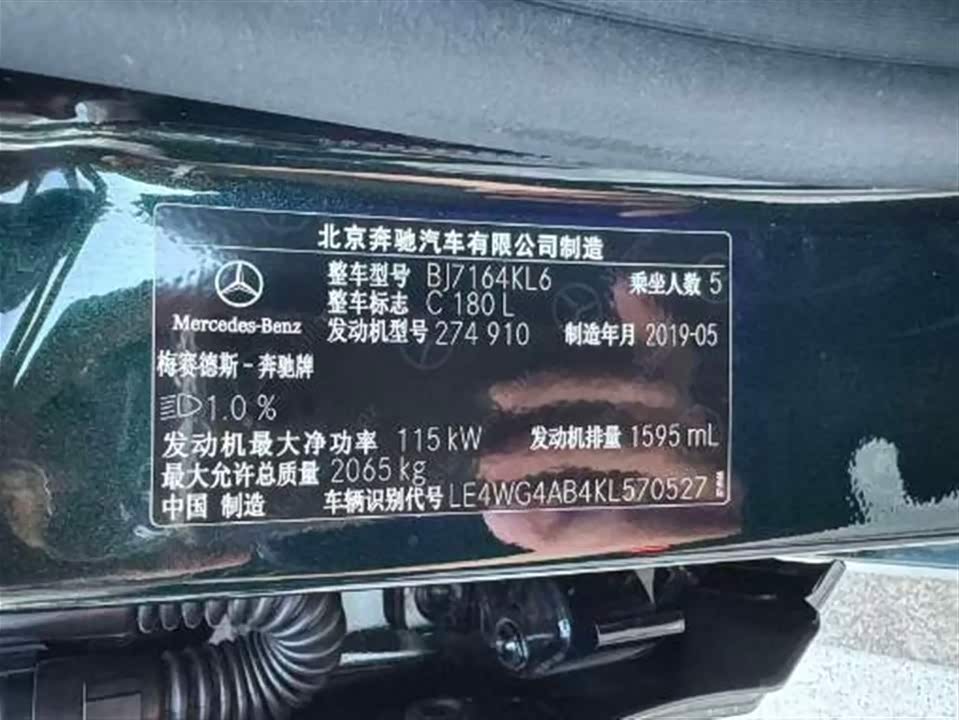 北京奔驰汽车有限公司制造
整车型号 BJ7164KL6 乘坐人数 5
整车标志 C 180 L
Mercedes-Benz
发动机型号 274 910 制造年月 2019-05
梅赛德斯-奔驰牌
1.0 %
发动机最大净功率 115 kW 发动机排量 1595 mL
最大允许总质量 2065 kg
中国 制造 车辆识别代号 LE4WG4AB4KL570527